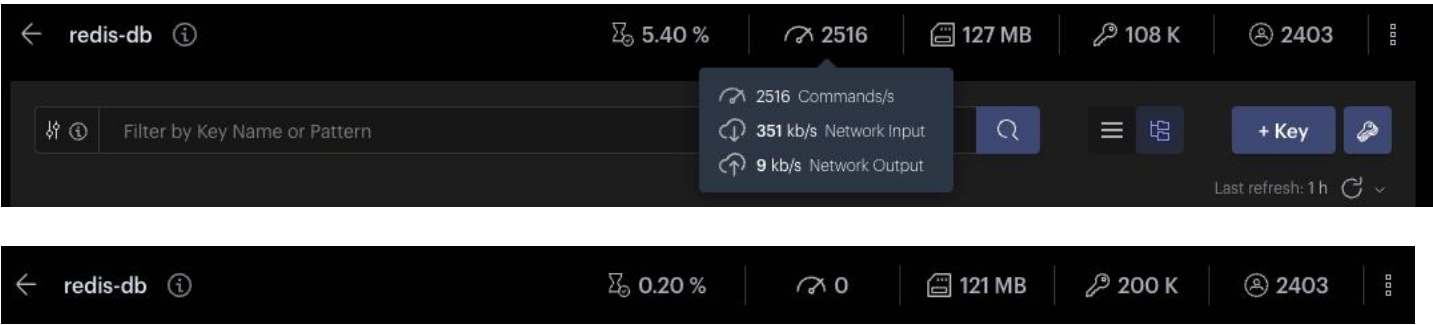 redis-db 5.40 % 2516 127 MB 108 K 2403
2516 Commands/s
Filter by Key Name or Pattern
351 kb/s Network Input
+ Key
9 kb/s Network Output
Last refresh: 1 h
redis-db 0.20 % 0 121 MB 200 K 2403